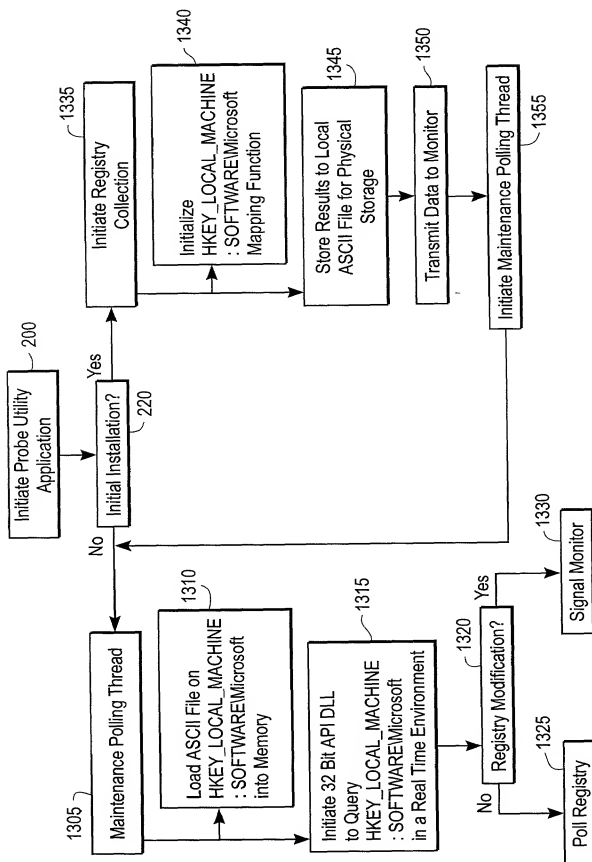 Initiate Probe Utility
Application
200
Initial Installation?
220
No
Yes
Maintenance Polling Thread
1305
Load ASCII File on
HKEY_LOCAL_MACHINE
: SOFTWARE\Microsoft
into Memory
1310
Initiate 32 Bit API DLL
to Query
HKEY_LOCAL_MACHINE
: SOFTWARE\Microsoft
in a Real Time Environment
1315
Registry Modification?
1320
No
Yes
Poll Registry
1325
Signal Monitor
1330
Initiate Registry
Collection
1335
Initialize
HKEY_LOCAL_MACHINE
: SOFTWARE\Microsoft
Mapping Function
1340
Store Results to Local
ASCII File for Physical
Storage
1345
Transmit Data to Monitor
1350
Initiate Maintenance Polling Thread
1355